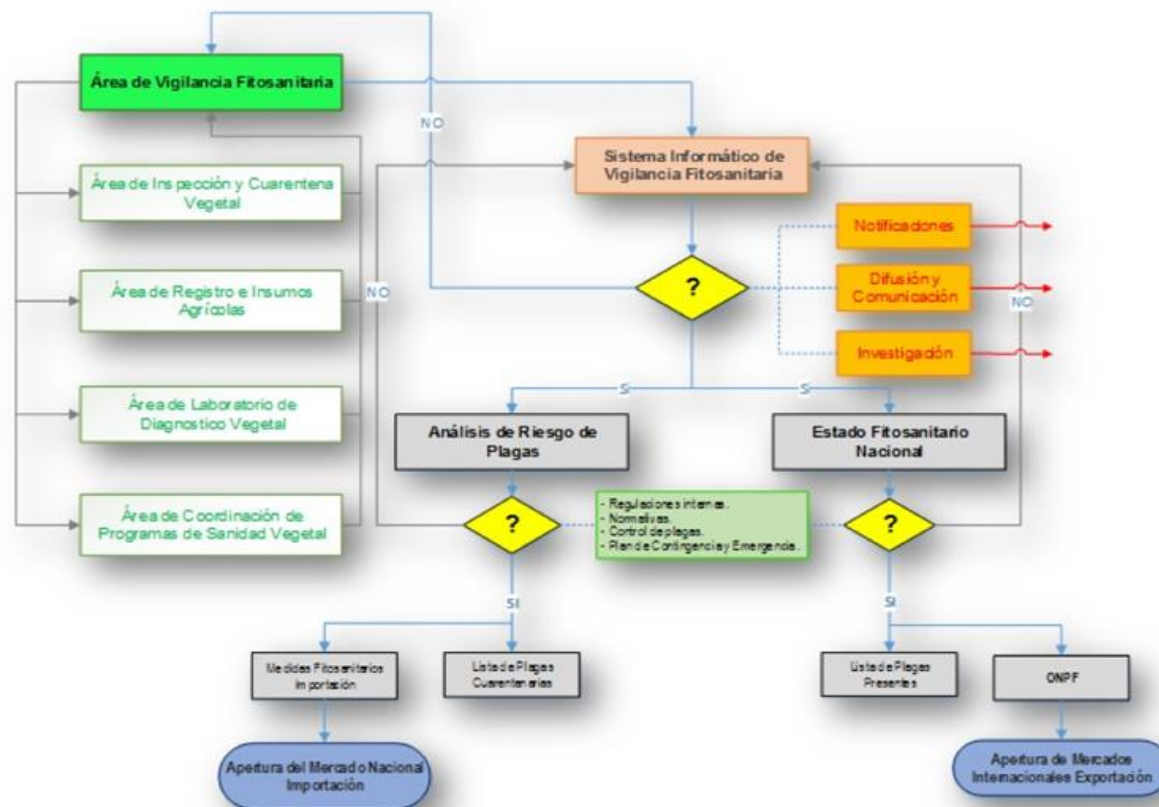 Área de Vigilancia Fitosanitaria
NO
Sistema Informático de
Vigilancia Fitosanitaria
Área de Inspección y Cuarentena
Vegetal
Notificaciones
Área de Registro e Insumos
Agrícolas
NO
?
Difusión y
Comunicación
NO
Investigación
Área de Laboratorio de
Diagnostico Vegetal
SI
SI
Análisis de Riesgo de
Plagas
Estado Fitosanitario
Nacional
Área de Coordinación de
Programas de Sanidad Vegetal
?
- Regulaciones internas.
- Normativas.
- Control de plagas.
- Plan de Contingencia y Emergencia.
?
SI
SI
Medidas Fitosanitarios
Importación
Lista de Plagas
Cuarentenarias
Lista de Plagas
Presentes
ONPF
Apertura del Mercado Nacional
Importación
Apertura de Mercados
Internacionales Exportación